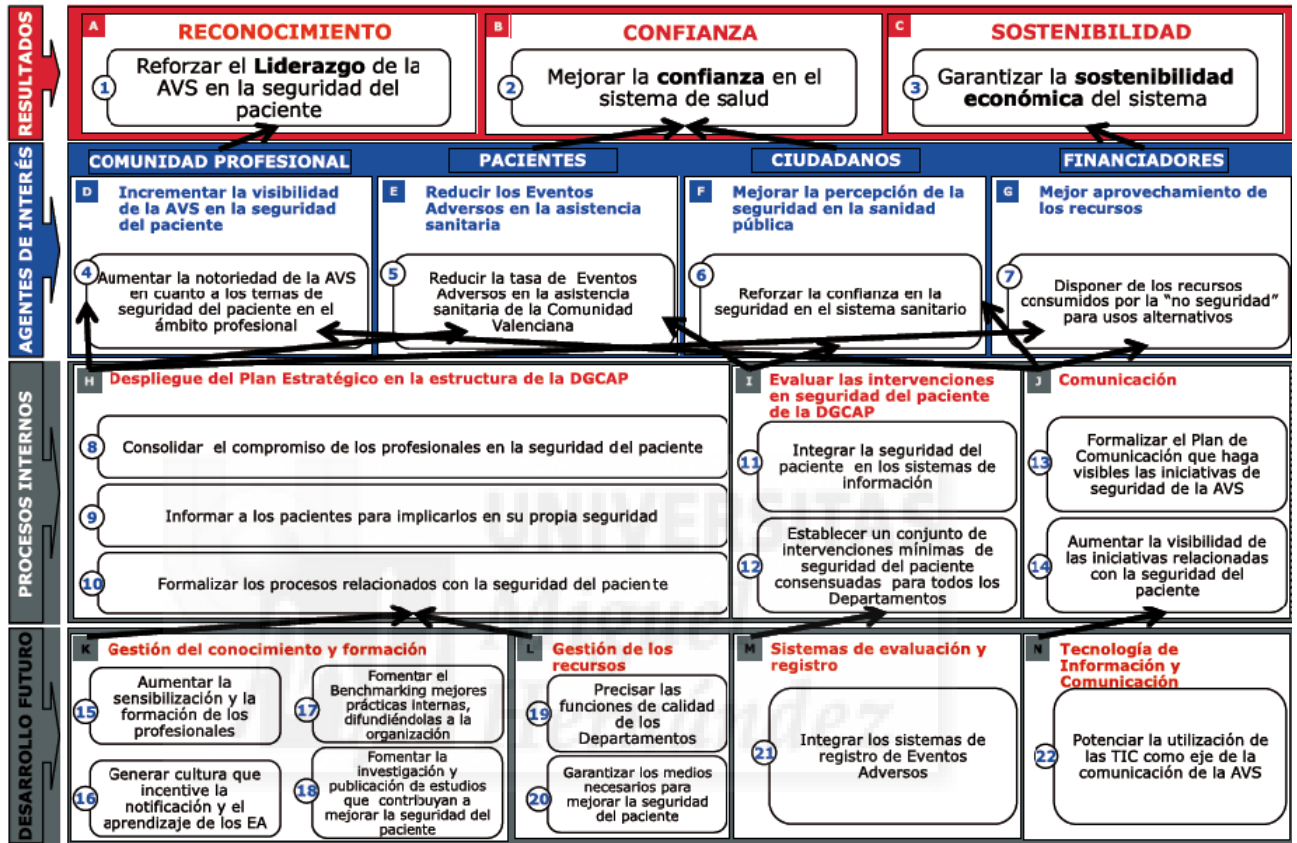 RESULTADOS
A
RECONOCIMIENTO
1
Reforzar el Liderazgo de la
AVS en la seguridad del
paciente
B
CONFIANZA
2
Mejorar la confianza en el
sistema de salud
C
SOSTENIBILIDAD
3
Garantizar la sostenibilidad
económica del sistema
AGENTES DE INTERÉS
COMUNIDAD PROFESIONAL
D
Incrementar la visibilidad
de la AVS en la seguridad
del paciente
4
Aumentar la notoriedad de la AVS
en cuanto a los temas de
seguridad del paciente en el
ámbito profesional
PACIENTES
E
Reducir los Eventos
Adversos en la asistencia
sanitaria
5
Reducir la tasa de Eventos
Adversos en la asistencia
sanitaria de la Comunidad
Valenciana
CIUDADANOS
F
Mejorar la percepción de la
seguridad en la sanidad
pública
6
Reforzar la confianza en la
seguridad en el sistema sanitario
FINANCIADORES
G
Mejor aprovechamiento de
los recursos
7
Disponer de los recursos
consumidos por la “no seguridad”
para usos alternativos
PROCESOS INTERNOS
H
Despliegue del Plan Estratégico en la estructura de la DGCAP
8
Consolidar el compromiso de los profesionales en la seguridad del paciente
9
Informar a los pacientes para implicarlos en su propia seguridad
10
Formalizar los procesos relacionados con la seguridad del paciente
I
Evaluar las intervenciones
en seguridad del paciente
de la DGCAP
11
Integrar la seguridad del
paciente en los sistemas de
información
12
Establecer un conjunto de
intervenciones mínimas de
seguridad del paciente
consensuadas para todos los
Departamentos
J
Comunicación
13
Formalizar el Plan de
Comunicación que haga
visibles las iniciativas de
seguridad de la AVS
14
Aumentar la visibilidad de
las iniciativas relacionadas
con la seguridad del
paciente
DESARROLLO FUTURO
K
Gestión del conocimiento y formación
15
Aumentar la
sensibilización y la
formación de los
profesionales
16
Generar cultura que
incentive la
notificación y el
aprendizaje de los EA
17
Fomentar el
Benchmarking mejores
prácticas internas,
difundiéndolas a la
organización
18
Fomentar la
investigación y
publicación de estudios
que contribuyan a
mejorar la seguridad del
paciente
L
Gestión de los
recursos
19
Precisar las
funciones de calidad
de los
Departamentos
20
Garantizar los medios
necesarios para
mejorar la seguridad
del paciente
M
Sistemas de evaluación y
registro
21
Integrar los sistemas de
registro de Eventos
Adversos
N
Tecnología de
Información y
Comunicación
22
Potenciar la utilización de
las TIC como eje de la
comunicación de la AVS
UNIVERSITAS
Miguel
Hernández